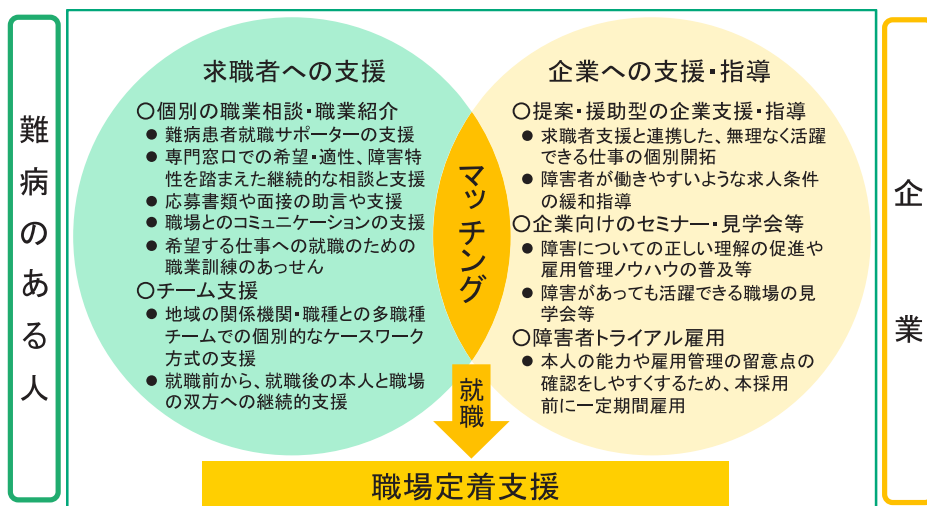 難病のある人
求職者への支援
○個別の職業相談・職業紹介
● 難病患者就職サポーターの支援
● 専門窓口での希望・適性、障害特
性を踏まえた継続的な相談と支援
● 応募書類や面接の助言や支援
● 職場とのコミュニケーションの支援
● 希望する仕事への就職のための
職業訓練のあっせん
○チーム支援
● 地域の関係機関・職種との多職種
チームでの個別的なケースワーク
方式の支援
● 就職前から、就職後の本人と職場
の双方への継続的支援
マッチング
企業への支援・指導
○提案・援助型の企業支援・指導
● 求職者支援と連携した、無理なく活躍
できる仕事の個別開拓
● 障害者が働きやすいような求人条件
の緩和指導
○企業向けのセミナー・見学会等
● 障害についての正しい理解の促進や
雇用管理ノウハウの普及等
● 障害があっても活躍できる職場の見
学会等
○障害者トライアル雇用
● 本人の能力や雇用管理の留意点の
確認をしやすくするため、本採用
前に一定期間雇用
企業
就職
職場定着支援